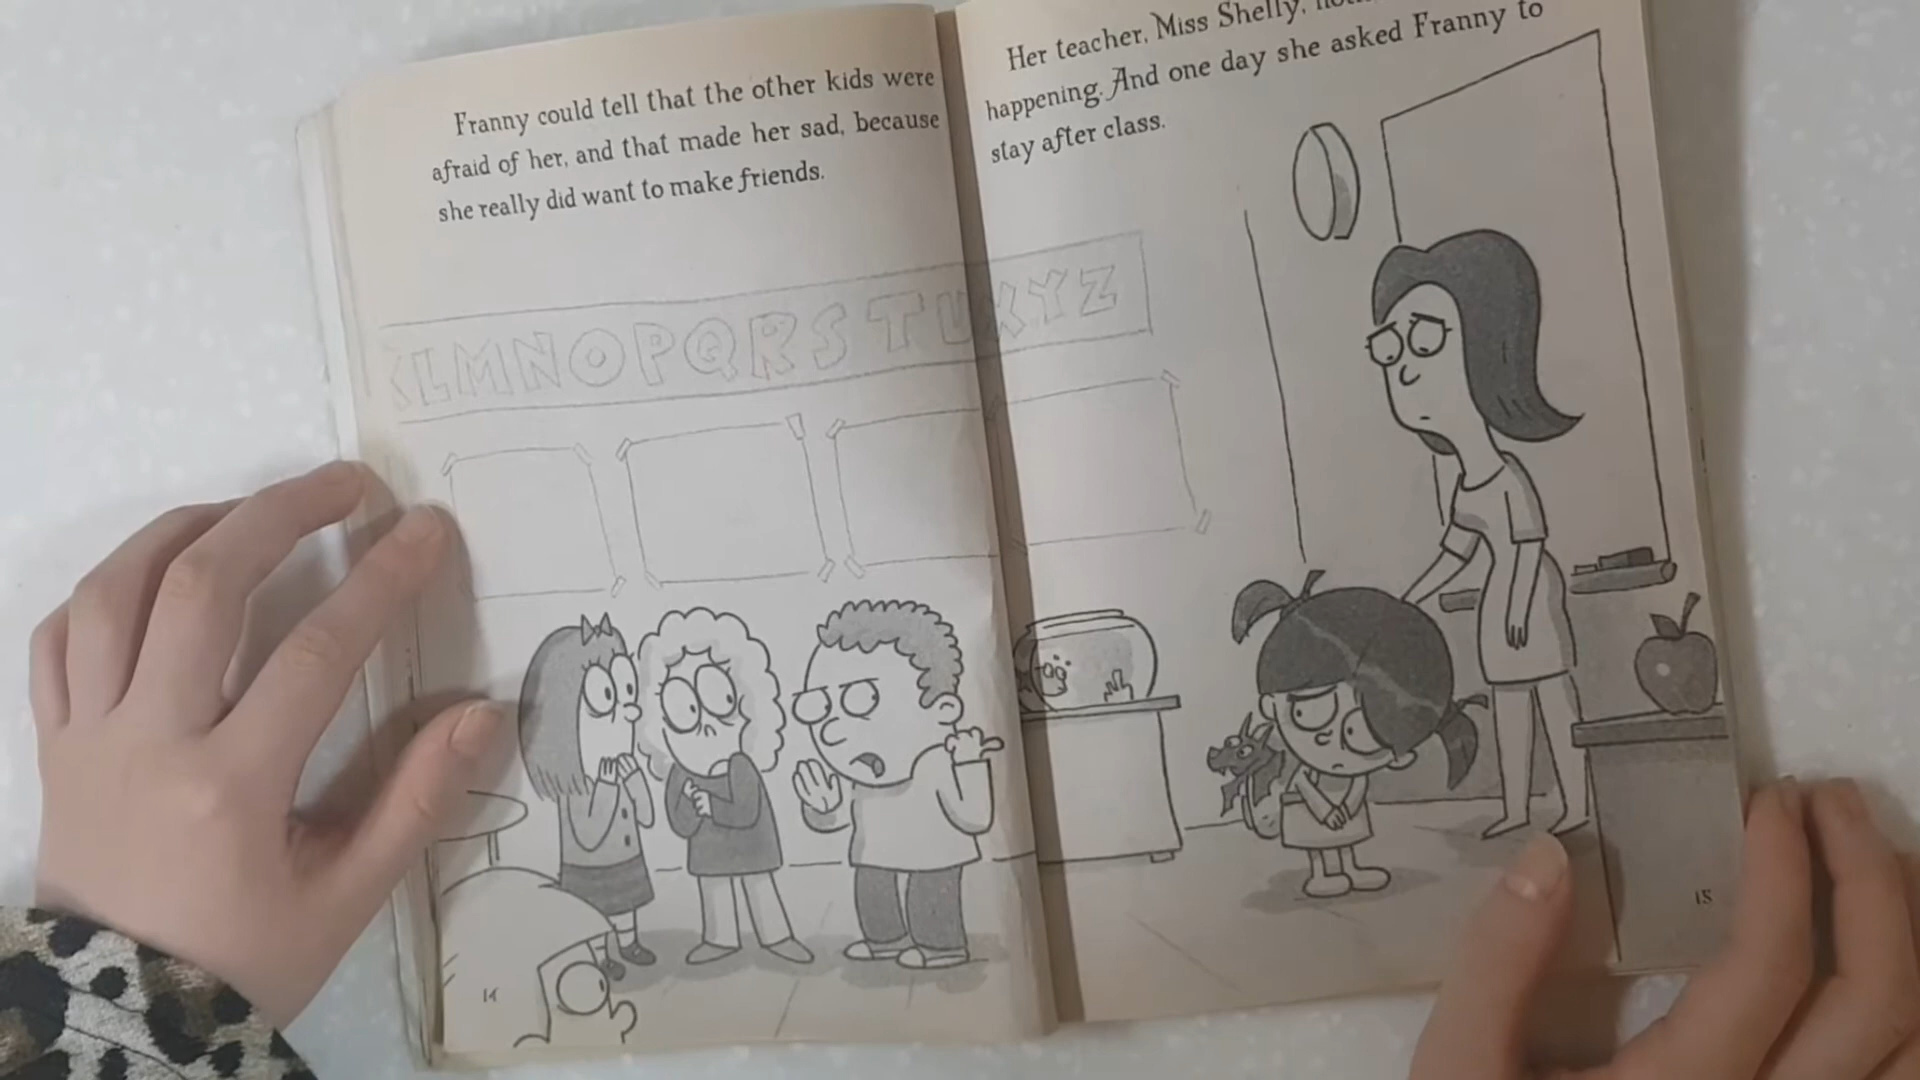 Franny could tell that the other kids were
afraid of her, and that made her sad, because
she really did want to make friends.
KLMNOPQRSTU
XYZ
14
Her teacher, Miss Shelly,
happening. And one day she asked Franny to
stay after class.
15